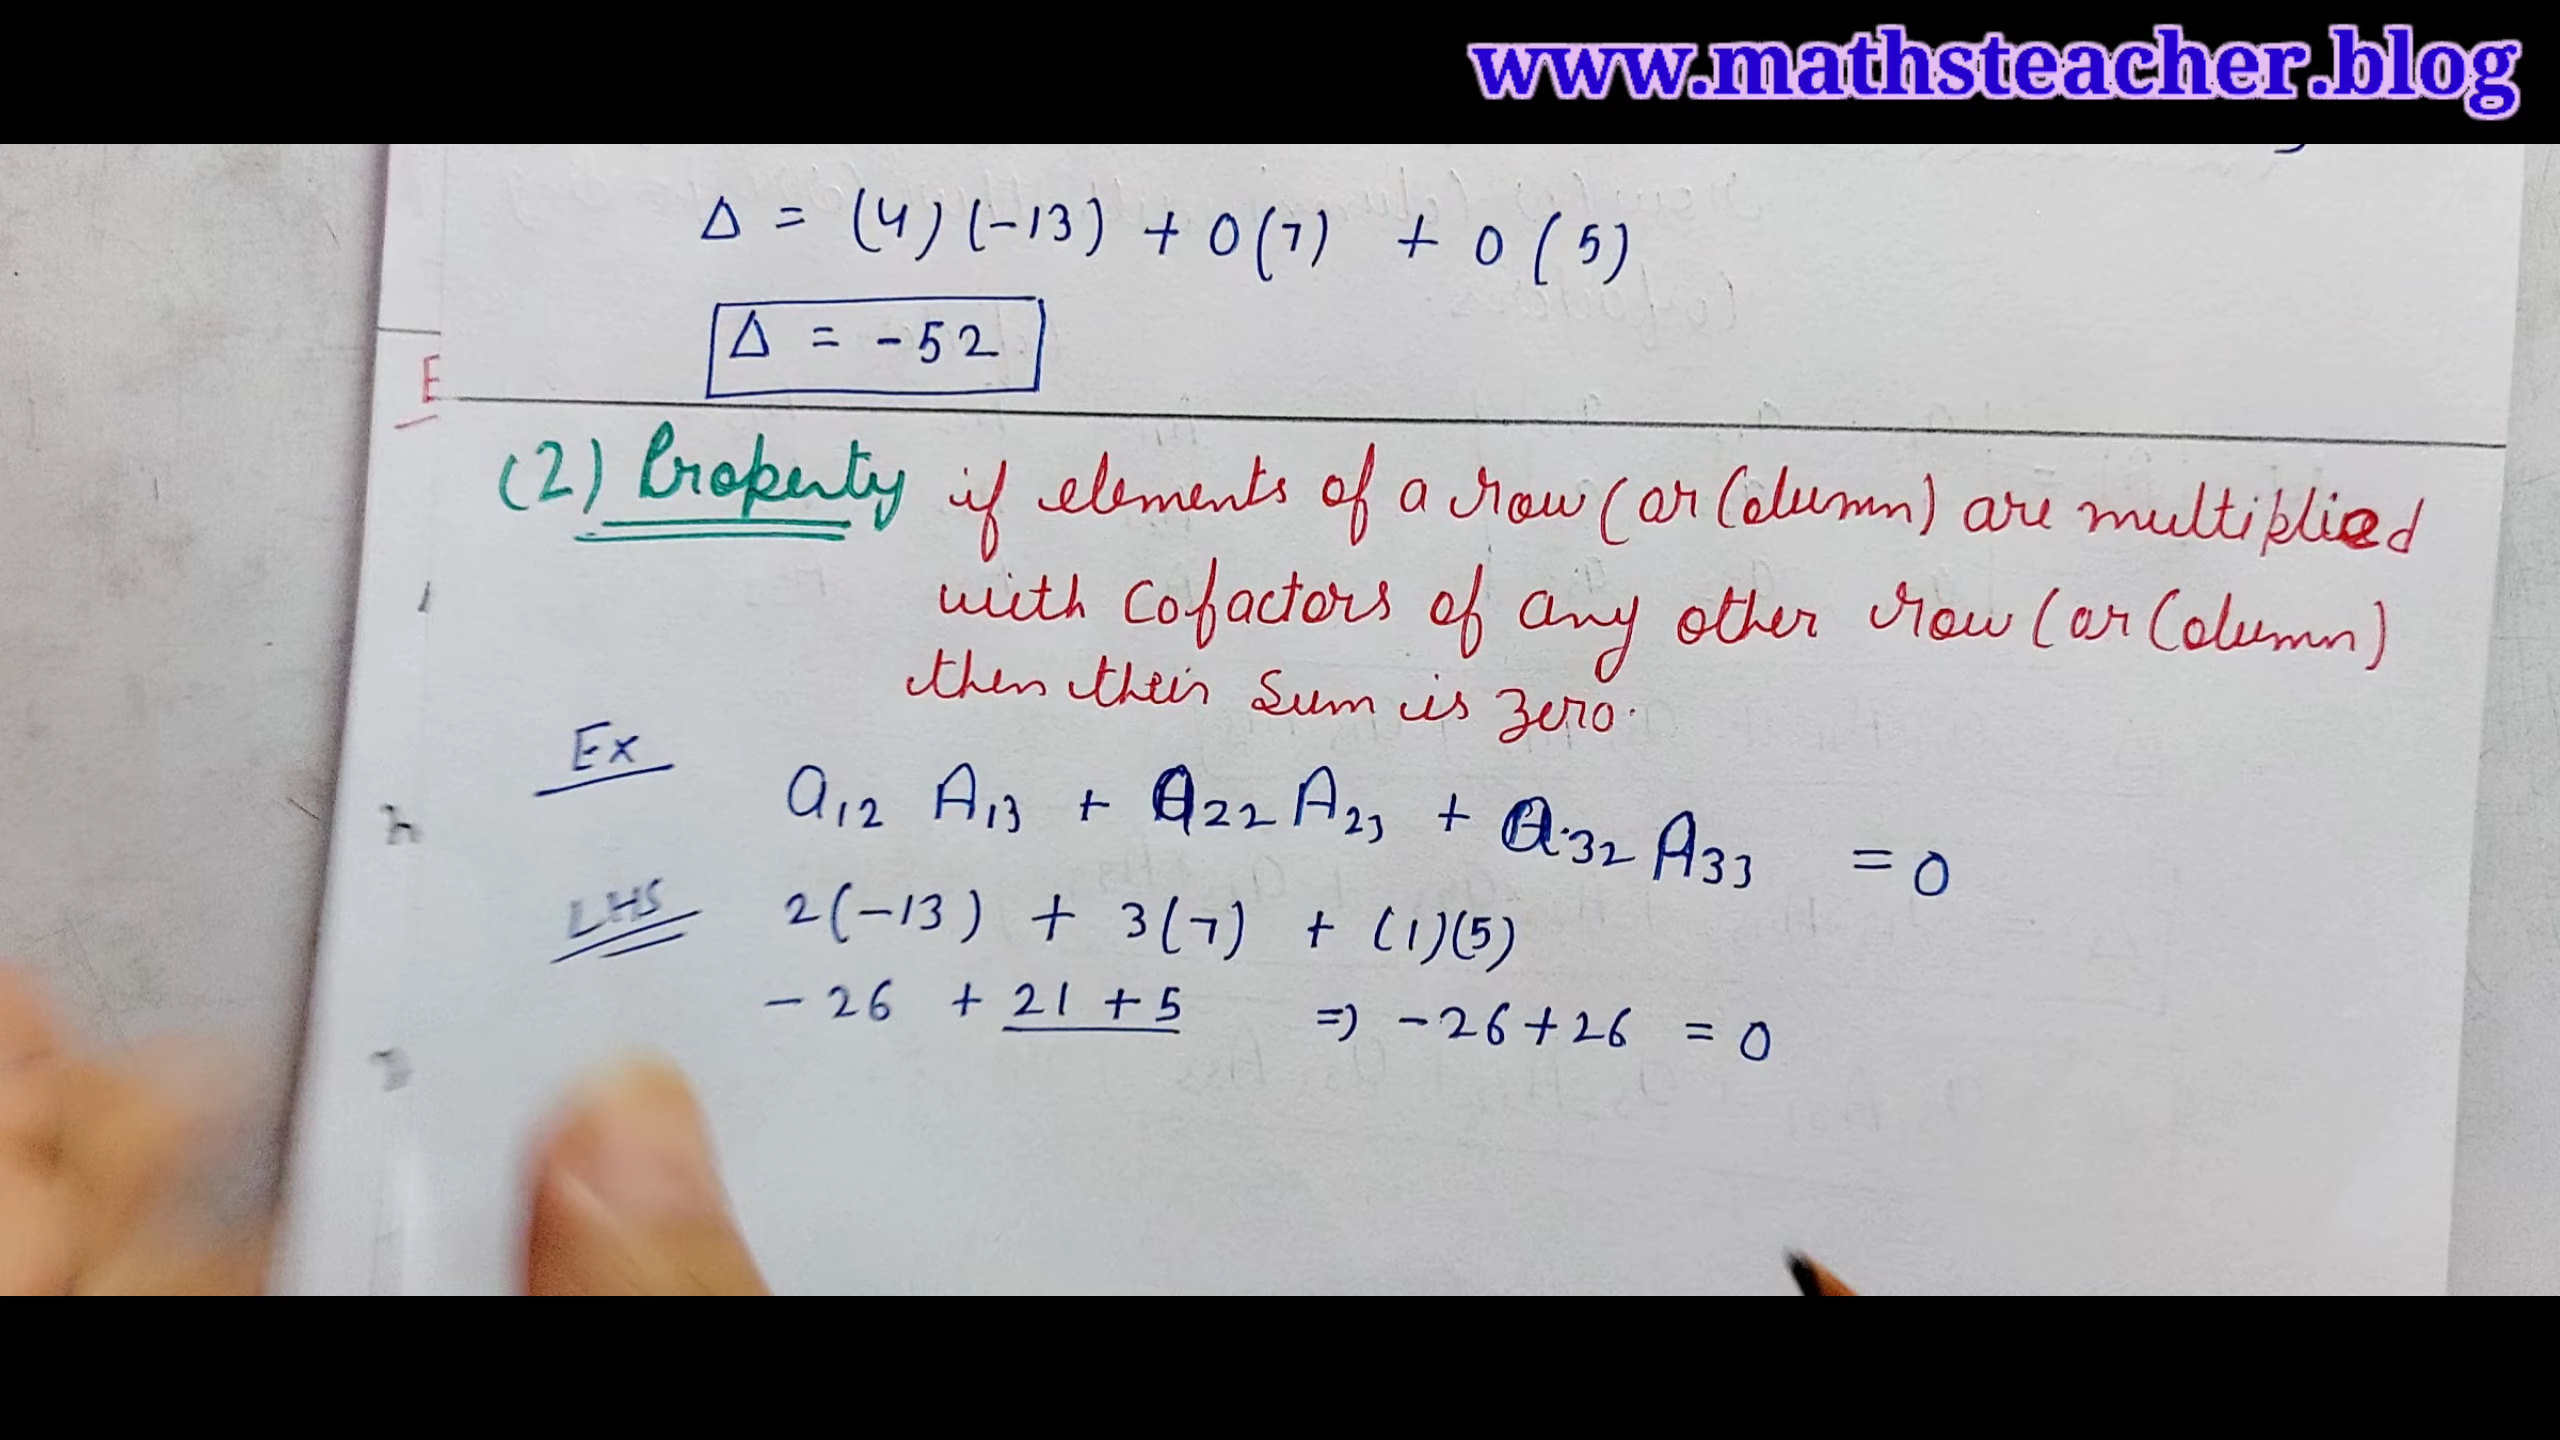 www.mathsteacher.blog
Δ = (4)(-13) + 0(7) + 0(5)
Δ = -52
E
(2) Property if elements of a row (or Column) are multiplied
with Cofactors of any other row (or Column)
then their Sum is zero.
Ex
a₁₂ A₁₃ + a₂₂ A₂₃ + a₃₂ A₃₃ = 0
LHS 2(-13) + 3(7) + (1)(5)
-26 + 21 + 5 ⇒ -26+26 = 0